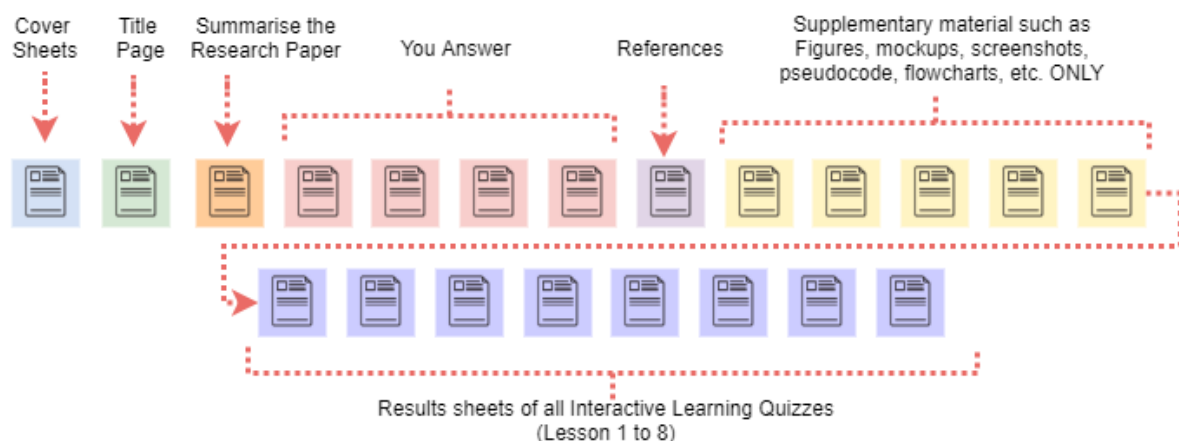 Cover
Sheets
Title
Page
Summarise the
Research Paper
You Answer
References
Supplementary material such as
Figures, mockups, screenshots,
pseudocode, flowcharts, etc. ONLY
Results sheets of all Interactive Learning Quizzes
(Lesson 1 to 8)